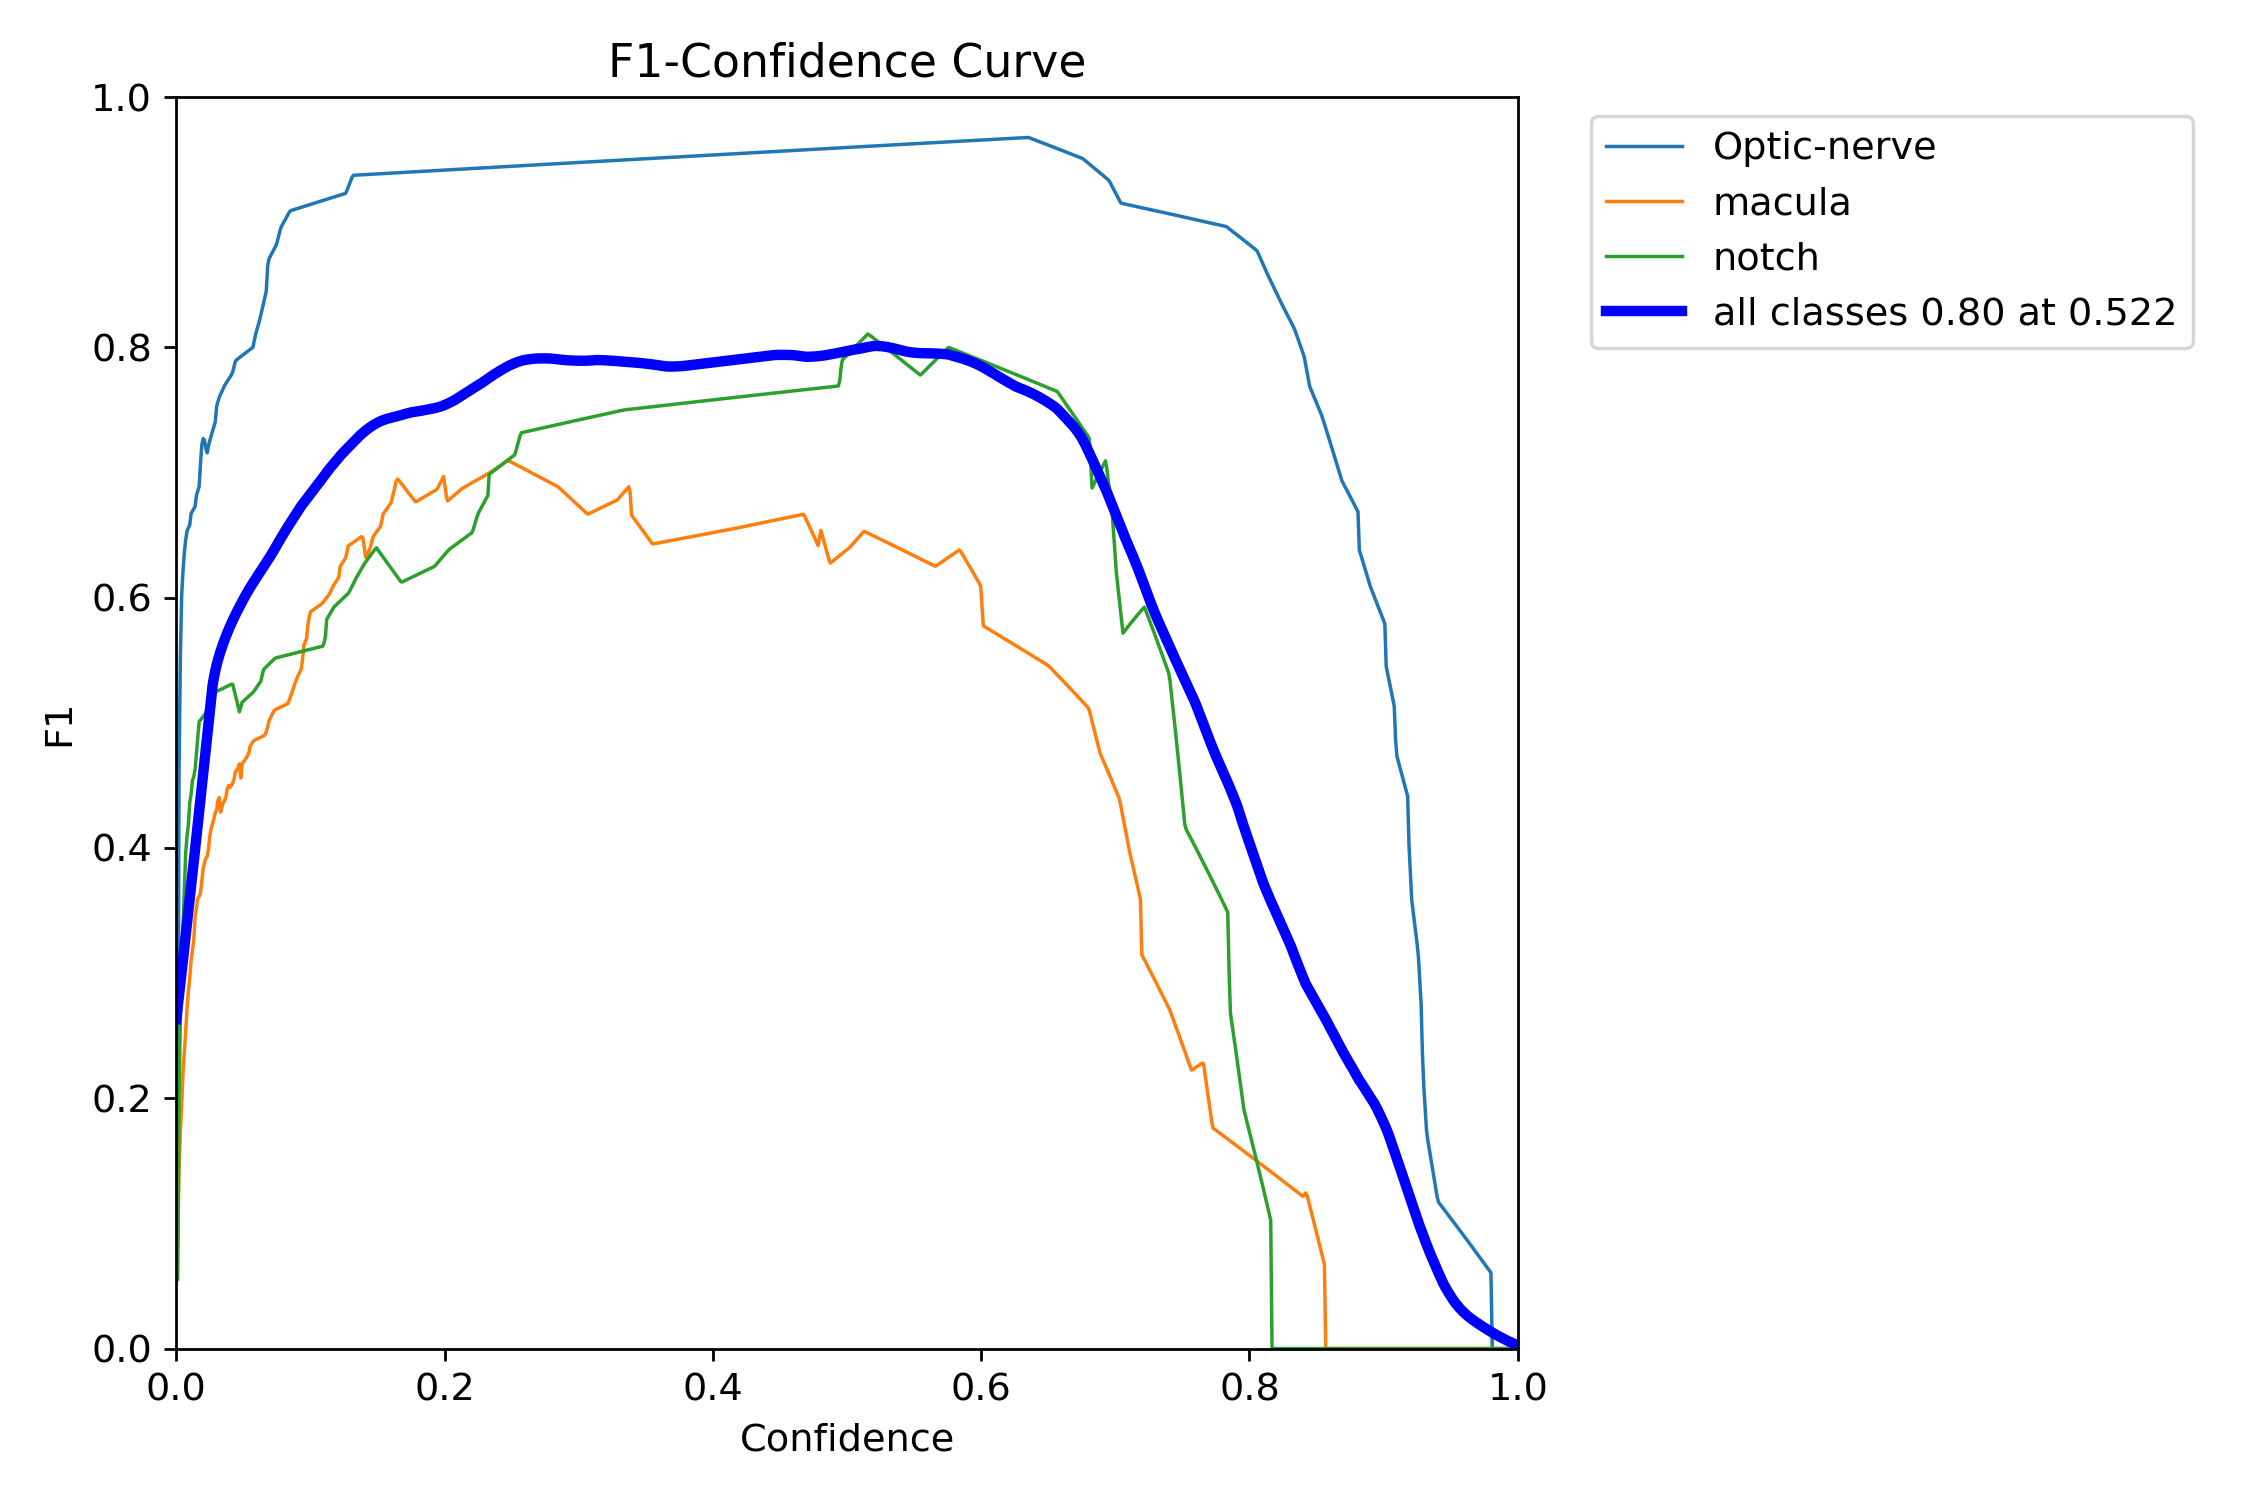 F1-Confidence Curve
1.0
0.8
0.6
0.4
0.2
0.0
F1
0.0 0.2 0.4 0.6 0.8 1.0
Confidence
Optic-nerve
macula
notch
all classes 0.80 at 0.522